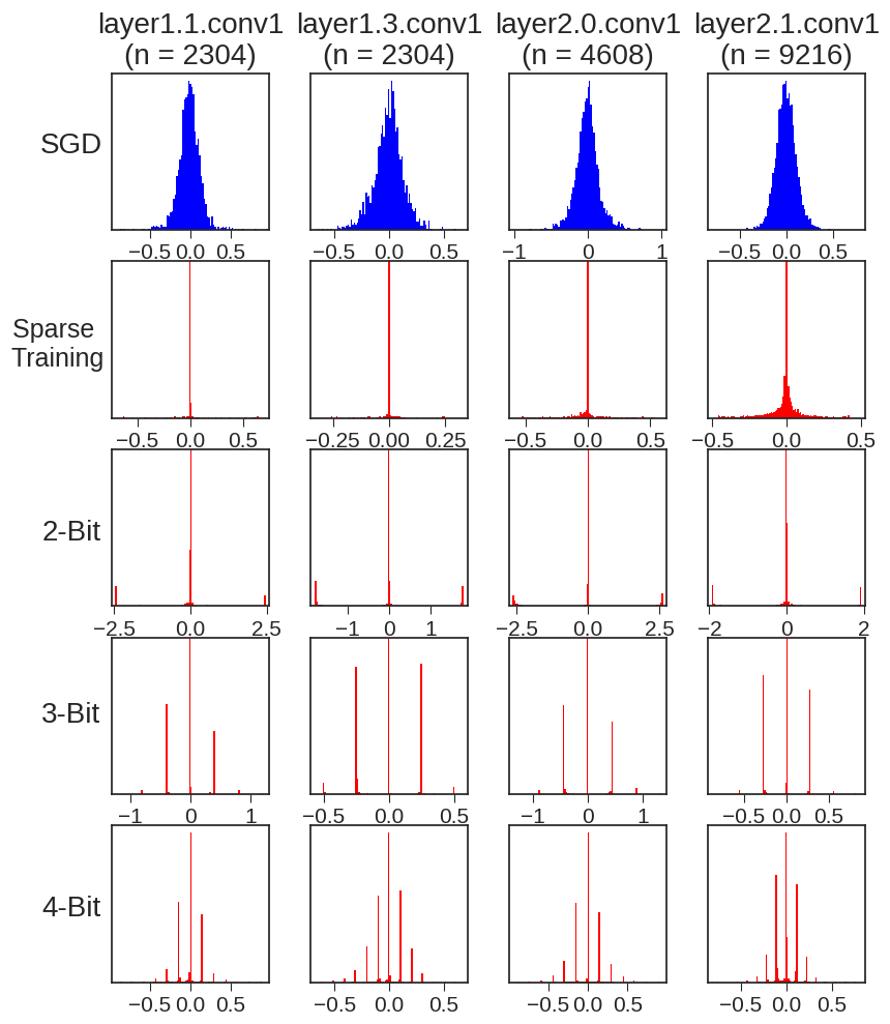 layer1.1.conv1 layer1.3.conv1 layer2.0.conv1 layer2.1.conv1
(n = 2304) (n = 2304) (n = 4608) (n = 9216)
SGD
−0.5 0.0 0.5 −0.5 0.0 0.5 −1 0 1 −0.5 0.0 0.5
Sparse
Training
−0.5 0.0 0.5 −0.25 0.00 0.25 −0.5 0.0 0.5 −0.5 0.0 0.5
2-Bit
−2.5 0.0 2.5 −1 0 1 −2.5 0.0 2.5 −2 0 2
3-Bit
−1 0 1 −0.5 0.0 0.5 −1 0 1 −0.5 0.0 0.5
4-Bit
−0.5 0.0 0.5 −0.5 0.0 0.5 −0.5 0.0 0.5 −0.5 0.0 0.5